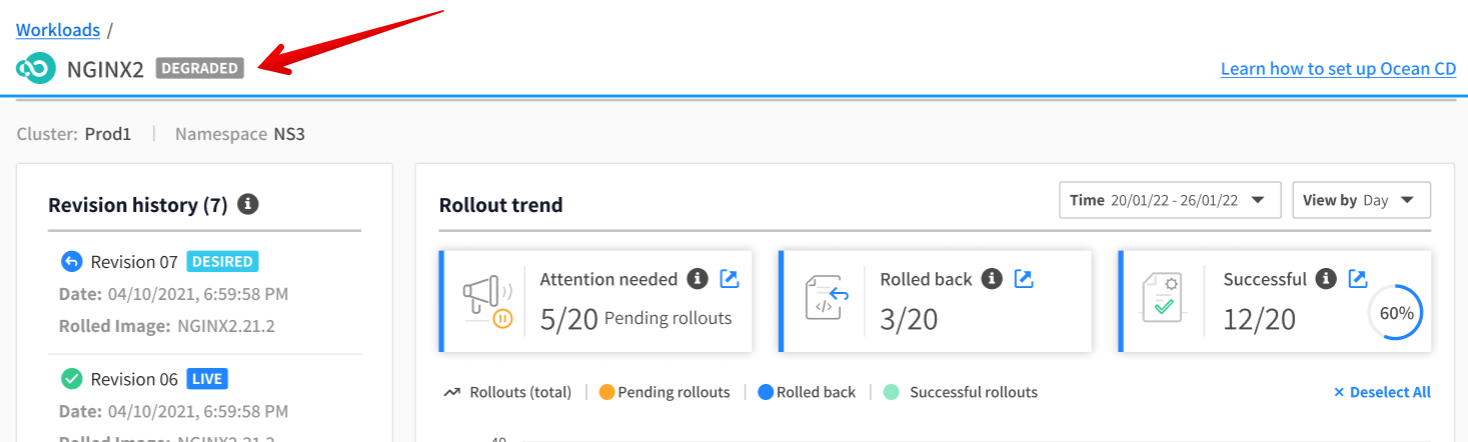 Workloads /
NGINX2 DEGRADED
Learn how to set up Ocean CD
Cluster: Prod1 | Namespace NS3
Revision history (7)
Revision 07 DESIRED
Date: 04/10/2021, 6:59:58 PM
Rolled Image: NGINX2.21.2
Revision 06 LIVE
Date: 04/10/2021, 6:59:58 PM
Rolled Image: NGINX2.21.2
Rollout trend
Time 20/01/22 - 26/01/22
View by Day
Attention needed
5/20 Pending rollouts
Rolled back
3/20
Successful
12/20
60%
Rollouts (total) | Pending rollouts | Rolled back | Successful rollouts
× Deselect All
40